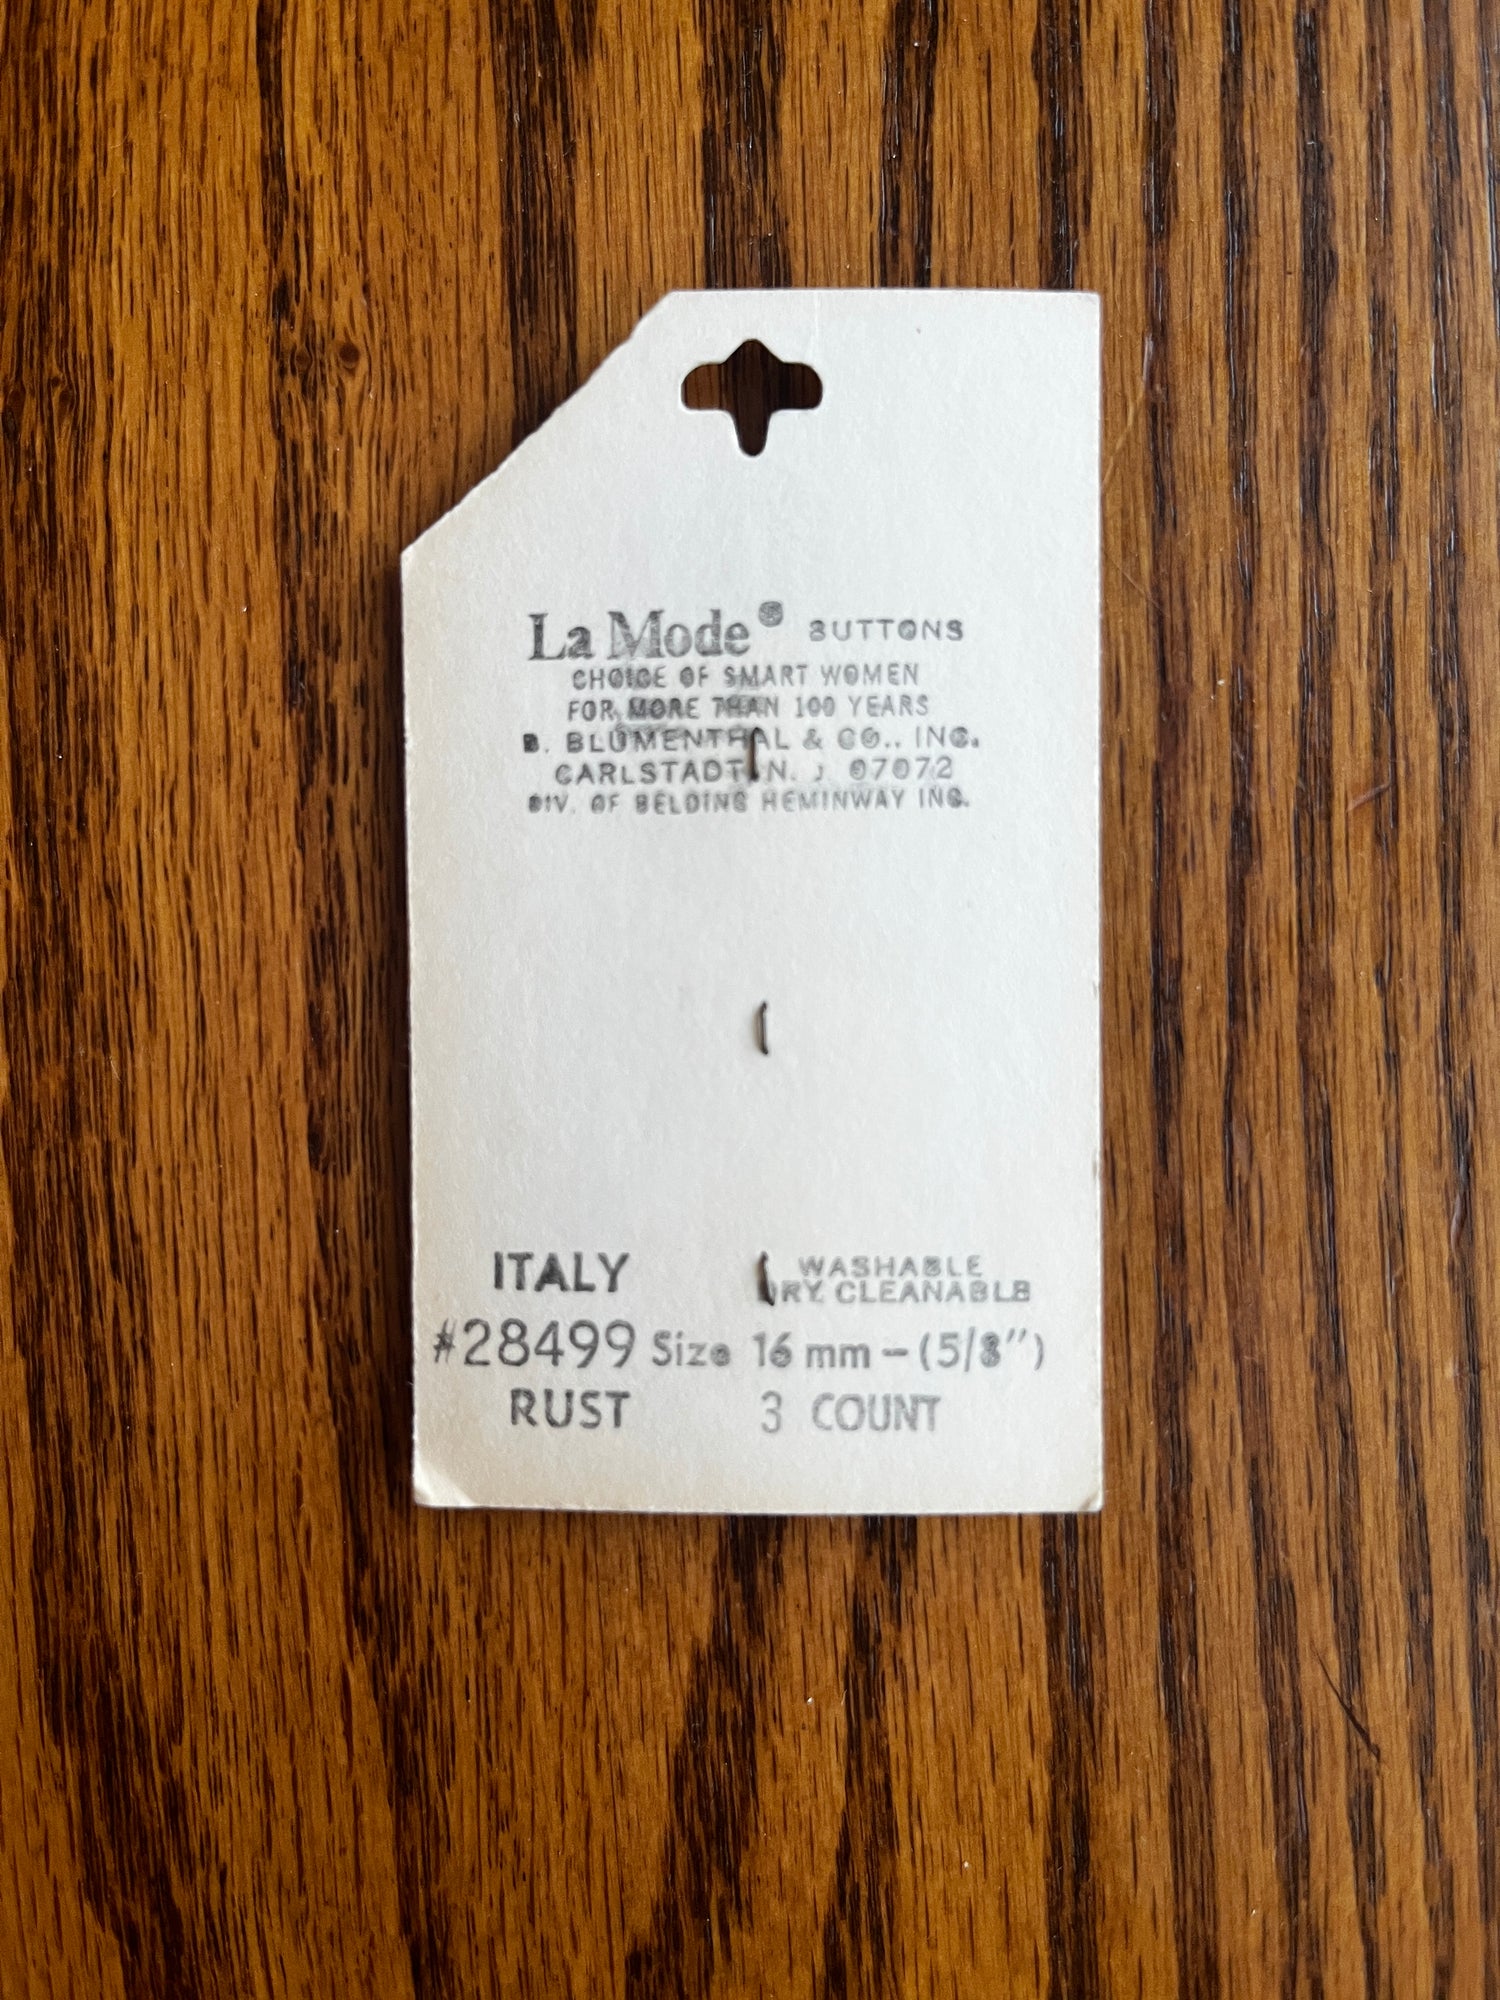 La Mode® BUTTONS
CHOICE OF SMART WOMEN
FOR MORE THAN 100 YEARS
B. BLUMENTHAL & CO., INC.
CARLSTADT N. J. 07072
DIV. OF BELDING HEMINWAY INC.
ITALY
WASHABLE
DRY CLEANABLE
#28499 Size 16 mm – (5/8")
RUST 3 COUNT